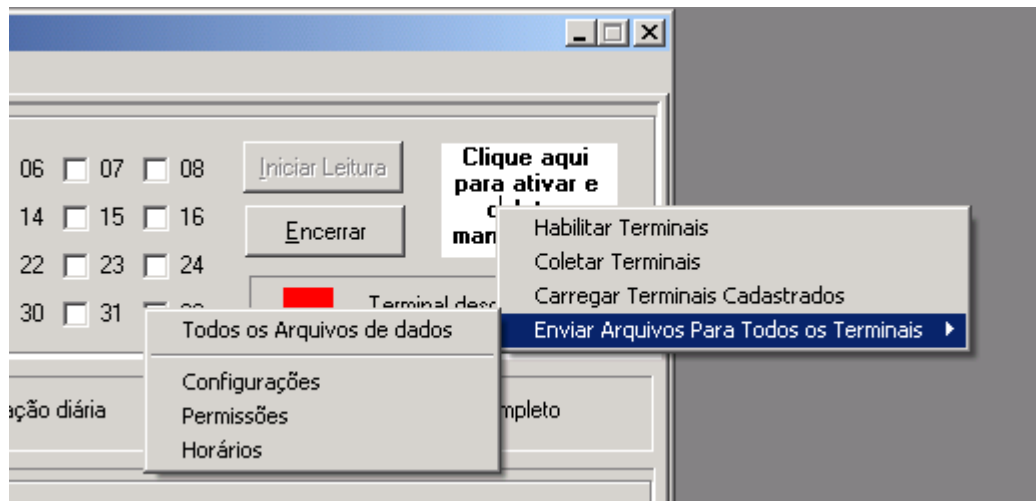 06 07 08
Iniciar Leitura
Clique aqui
para ativar e
14 15 16
Encerrar
Habilitar Terminais
22 23 24
Coletar Terminais
30 31
Terminal
Carregar Terminais Cadastrados
Todos os Arquivos de dados
Enviar Arquivos Para Todos os Terminais
Configurações
diária
Permissões
Horários